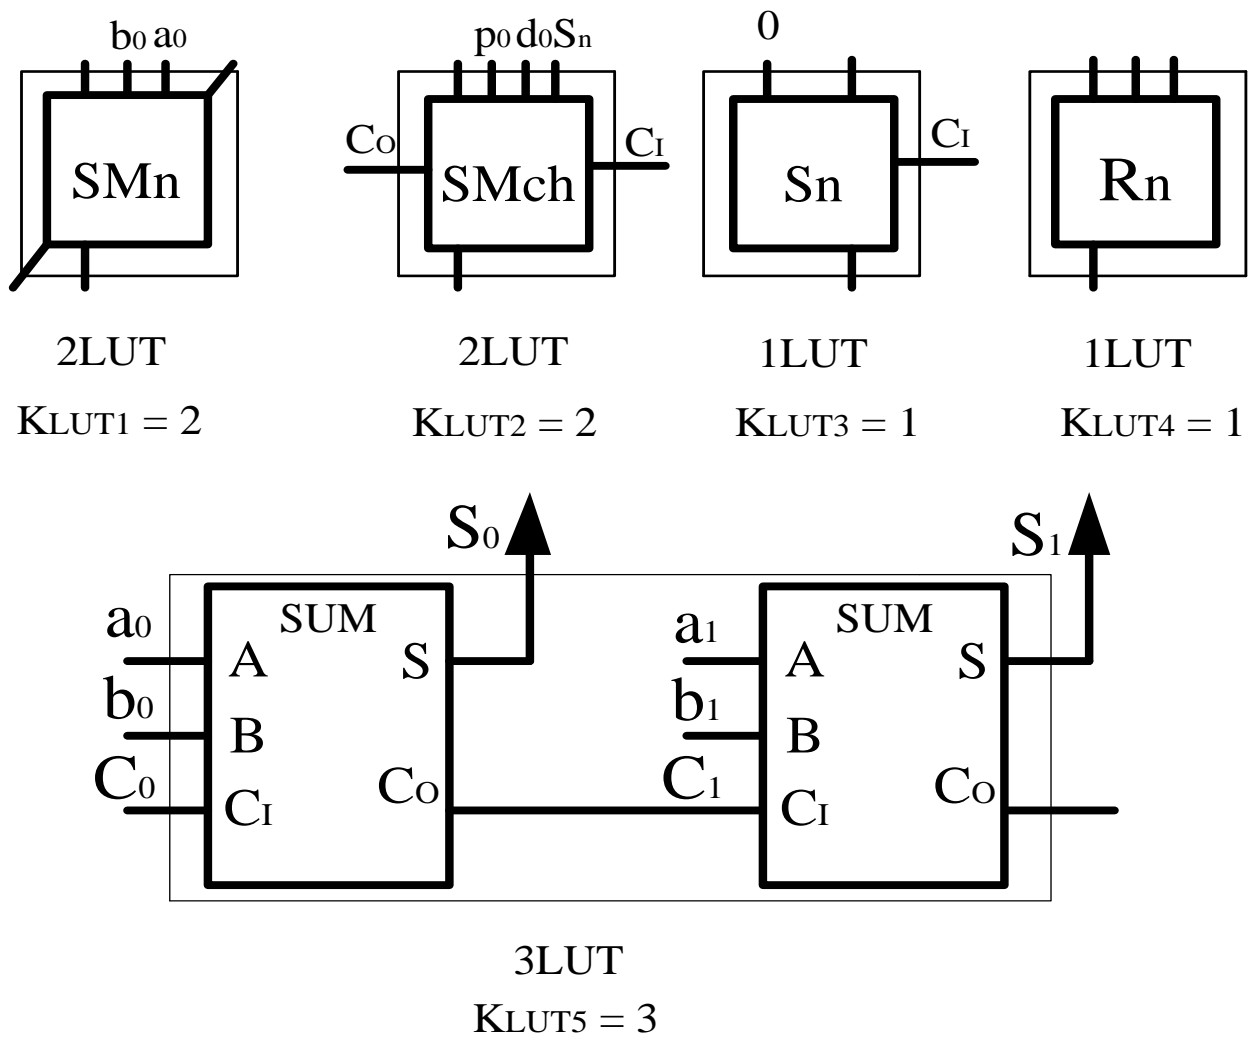 b0 a0
p0 d0 Sn
0
SMn
CO
SMch
CI
Sn
CI
Rn
2LUT
2LUT
1LUT
1LUT
KLUT1 = 2
KLUT2 = 2
KLUT3 = 1
KLUT4 = 1
S0
S1
SUM
SUM
a0
A
S
a1
A
S
b0
B
b1
B
C0
CI
CO
C1
CI
CO
3LUT
KLUT5 = 3